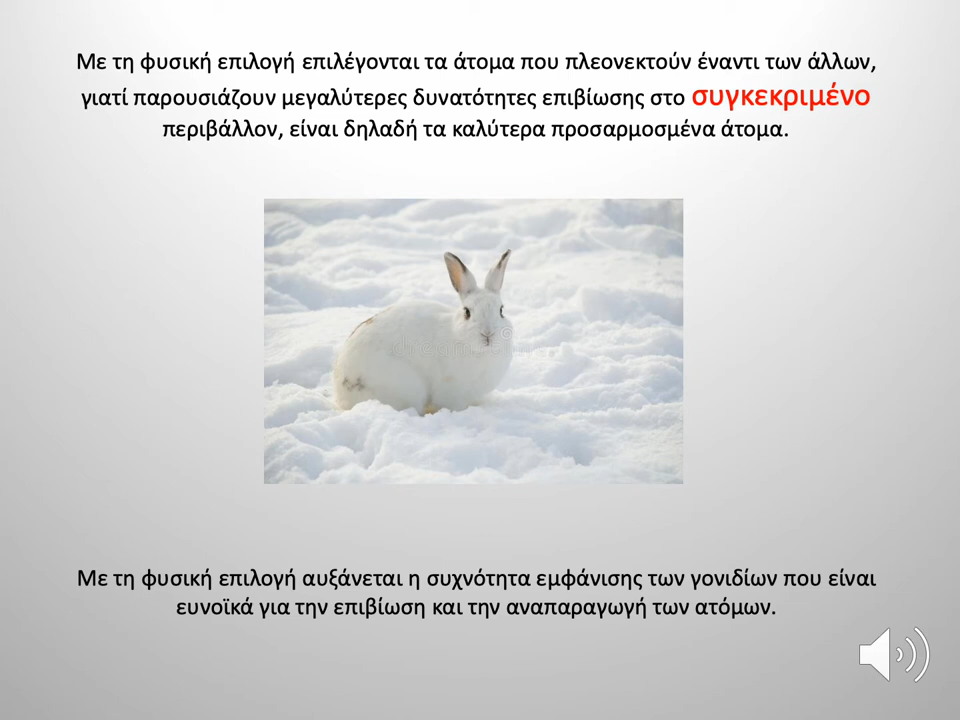 Με τη φυσική επιλογή επιλέγονται τα άτομα που πλεονεκτούν έναντι των άλλων,
γιατί παρουσιάζουν μεγαλύτερες δυνατότητες επιβίωσης στο συγκεκριμένο
περιβάλλον, είναι δηλαδή τα καλύτερα προσαρμοσμένα άτομα.
Με τη φυσική επιλογή αυξάνεται η συχνότητα εμφάνισης των γονιδίων που είναι
ευνοϊκά για την επιβίωση και την αναπαραγωγή των ατόμων.